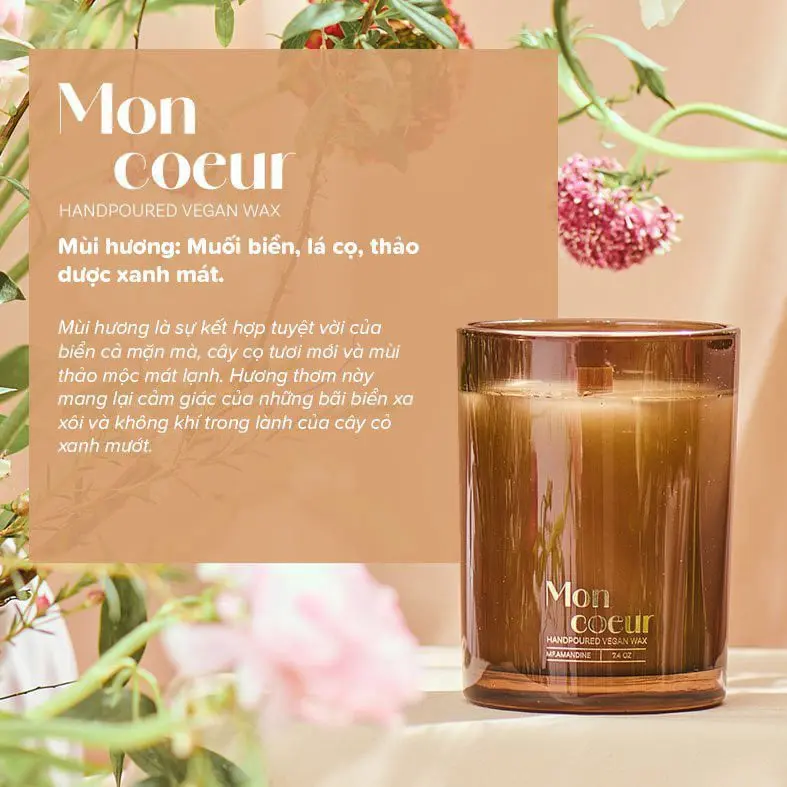 Mon
coeur
HANDPOURED VEGAN WAX
Mùi hương: Muối biển, lá cọ, thảo
dược xanh mát.
Mùi hương là sự kết hợp tuyệt vời của
biển cả mặn mà, cây cọ tươi mới và mùi
thảo mộc mát lạnh. Hương thơm này
mang lại cảm giác của những bãi biển xa
xôi và không khí trong lành của cây cỏ
xanh mướt.
Mon
coeur
HANDPOURED VEGAN WAX
MR.AMANDINE | 7.4 OZ